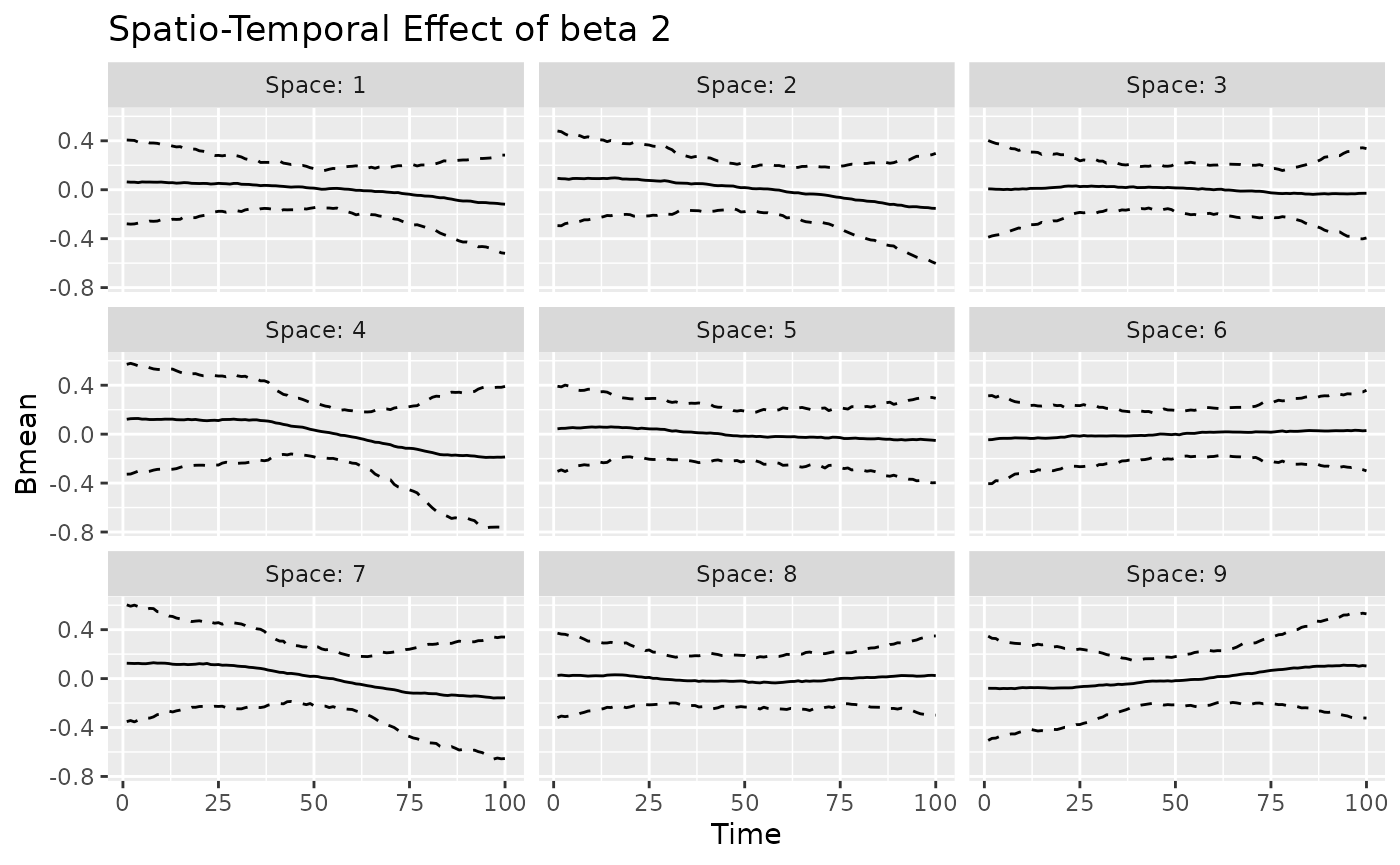 Spatio-Temporal Effect of beta 2
Space: 1
Space: 2
Space: 3
0.4
0.0
-0.4
-0.8
Space: 4
Space: 5
Space: 6
0.4
0.0
-0.4
-0.8
Bmean
Space: 7
Space: 8
Space: 9
0.4
0.0
-0.4
-0.8
0 25 50 75 100 0 25 50 75 100 0 25 50 75 100
Time